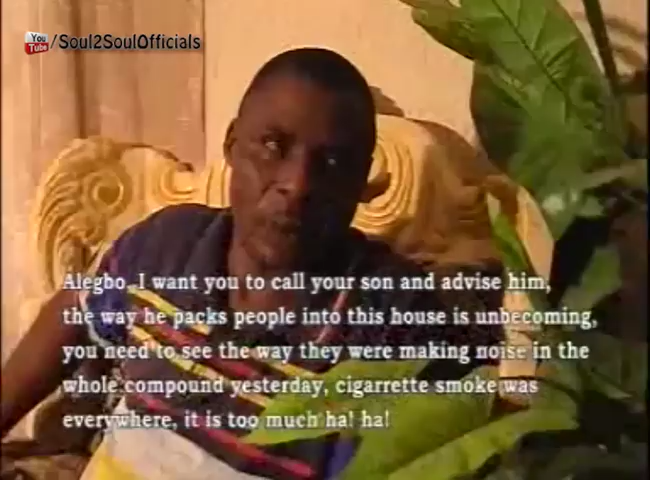 You Tube /Soul2SoulOfficials
Alegbo, I want you to call your son and advise him,
the way he packs people into this house is unbecoming,
you need to see the way they were making noise in the
whole compound yesterday, cigarrette smoke was
everywhere, it is too much ha! ha!